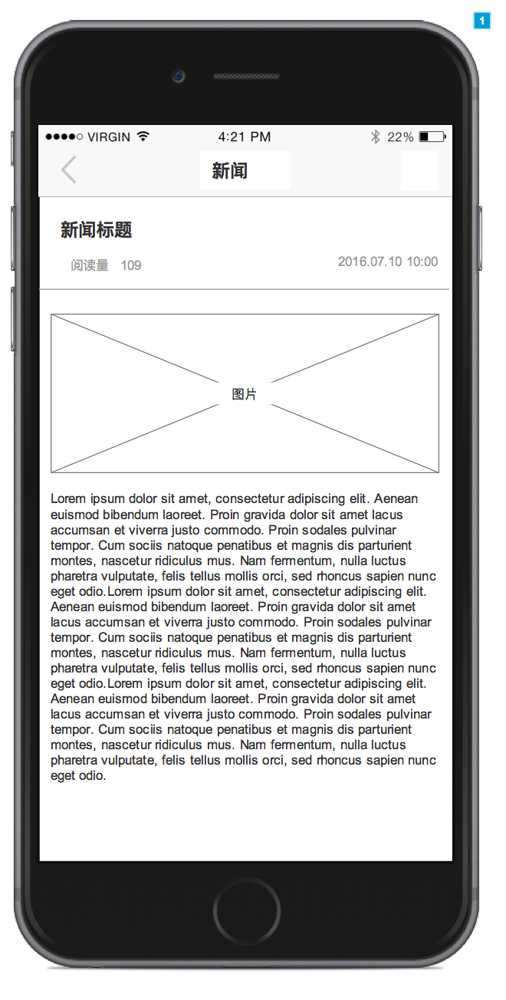 1
VIRGIN 4:21 PM 22%
新闻
新闻标题
阅读量 109 2016.07.10 10:00
图片
Lorem ipsum dolor sit amet, consectetur adipiscing elit. Aenean
euismod bibendum laoreet. Proin gravida dolor sit amet lacus
accumsan et viverra justo commodo. Proin sodales pulvinar
tempor. Cum sociis natoque penatibus et magnis dis parturient
montes, nascetur ridiculus mus. Nam fermentum, nulla luctus
pharetra vulputate, felis tellus mollis orci, sed rhoncus sapien nunc
eget odio.Lorem ipsum dolor sit amet, consectetur adipiscing elit.
Aenean euismod bibendum laoreet. Proin gravida dolor sit amet
lacus accumsan et viverra justo commodo. Proin sodales pulvinar
tempor. Cum sociis natoque penatibus et magnis dis parturient
montes, nascetur ridiculus mus. Nam fermentum, nulla luctus
pharetra vulputate, felis tellus mollis orci, sed rhoncus sapien nunc
eget odio.Lorem ipsum dolor sit amet, consectetur adipiscing elit.
Aenean euismod bibendum laoreet. Proin gravida dolor sit amet
lacus accumsan et viverra justo commodo. Proin sodales pulvinar
tempor. Cum sociis natoque penatibus et magnis dis parturient
montes, nascetur ridiculus mus. Nam fermentum, nulla luctus
pharetra vulputate, felis tellus mollis orci, sed rhoncus sapien nunc
eget odio.